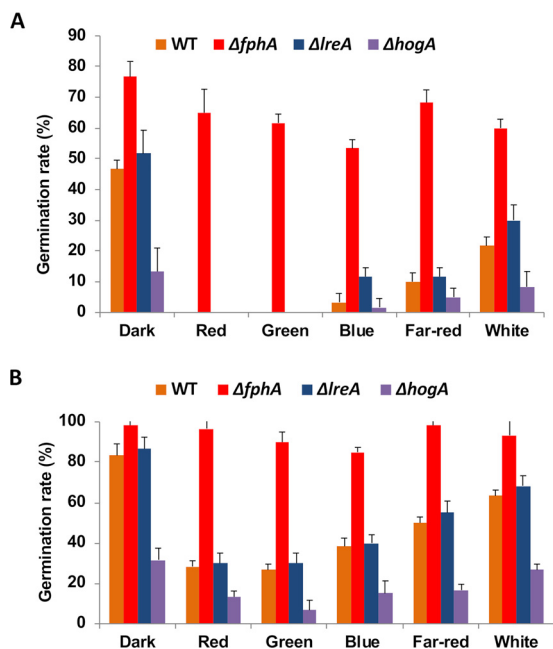 A
WT ΔfphA ΔlreA ΔhogA
Germination rate (%)
90
80
70
60
50
40
30
20
10
0
Dark Red Green Blue Far-red White
B
WT ΔfphA ΔlreA ΔhogA
Germination rate (%)
100
80
60
40
20
0
Dark Red Green Blue Far-red White